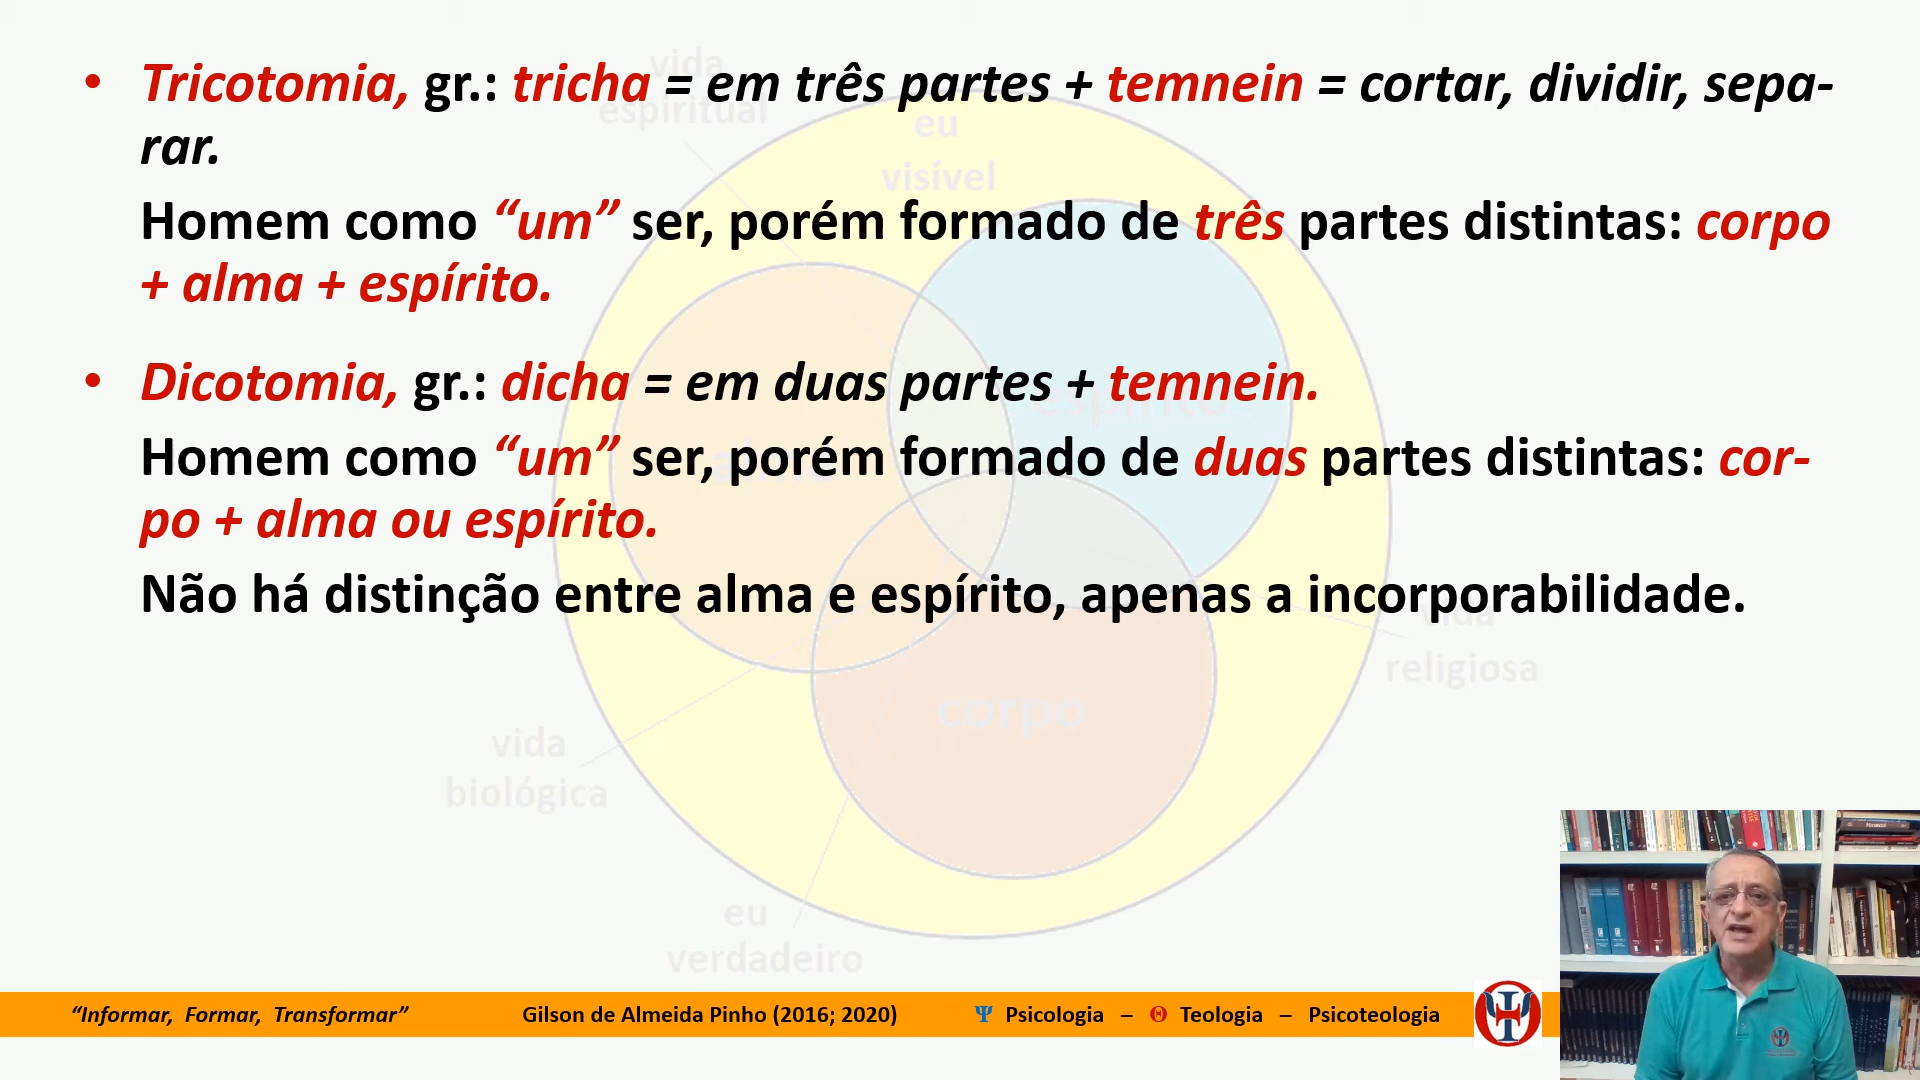 • Tricotomia, gr.: tricha = em três partes + temnein = cortar, dividir, sepa-
rar.
Homem como “um” ser, porém formado de três partes distintas: corpo
+ alma + espírito.
• Dicotomia, gr.: dicha = em duas partes + temnein.
Homem como “um” ser, porém formado de duas partes distintas: cor-
po + alma ou espírito.
Não há distinção entre alma e espírito, apenas a incorporabilidade.
vida
espiritual
eu
visível
espírito
vida
religiosa
corpo
vida
biológica
eu
verdadeiro
“Informar, Formar, Transformar” Gilson de Almeida Pinho (2016; 2020) Ψ Psicologia – Θ Teologia – Psicoteologia